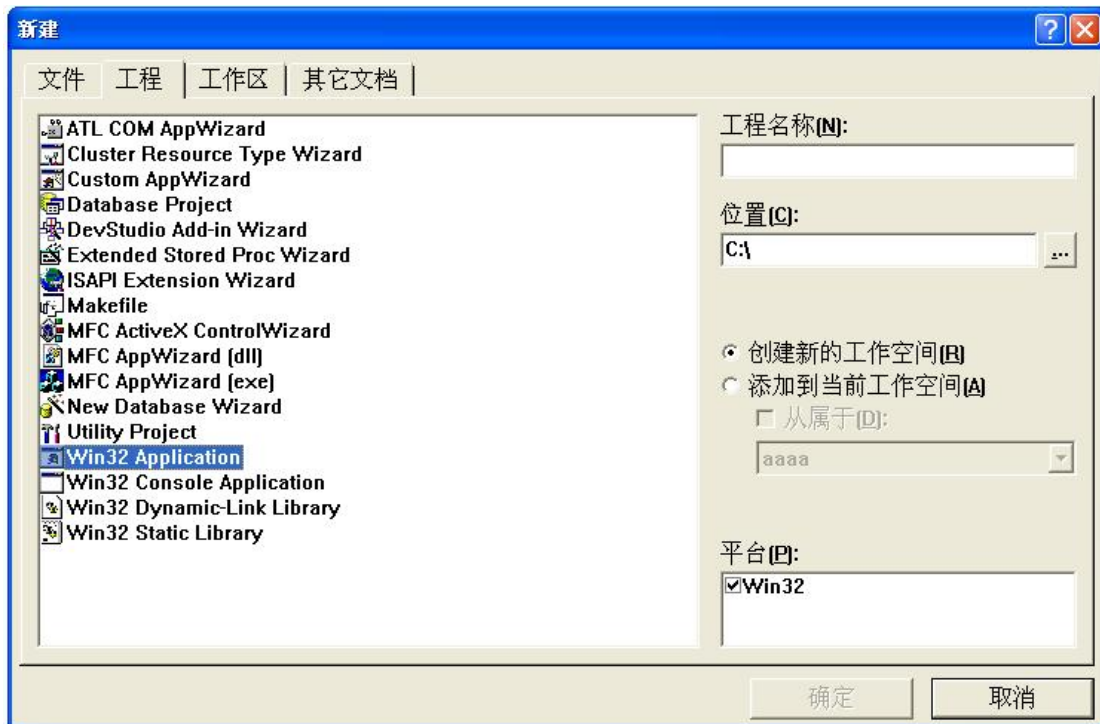 新建
文件 工程 工作区 其它文档
ATL COM AppWizard
Cluster Resource Type Wizard
Custom AppWizard
Database Project
DevStudio Add-in Wizard
Extended Stored Proc Wizard
ISAPI Extension Wizard
Makefile
MFC ActiveX ControlWizard
MFC AppWizard (dll)
MFC AppWizard (exe)
New Database Wizard
Utility Project
Win32 Application
Win32 Console Application
Win32 Dynamic-Link Library
Win32 Static Library
工程名称(N):
位置(C):
C:\
...
创建新的工作空间(R)
添加到当前工作空间(A)
从属于(D):
aaaa
平台(P):
Win32
确定 取消